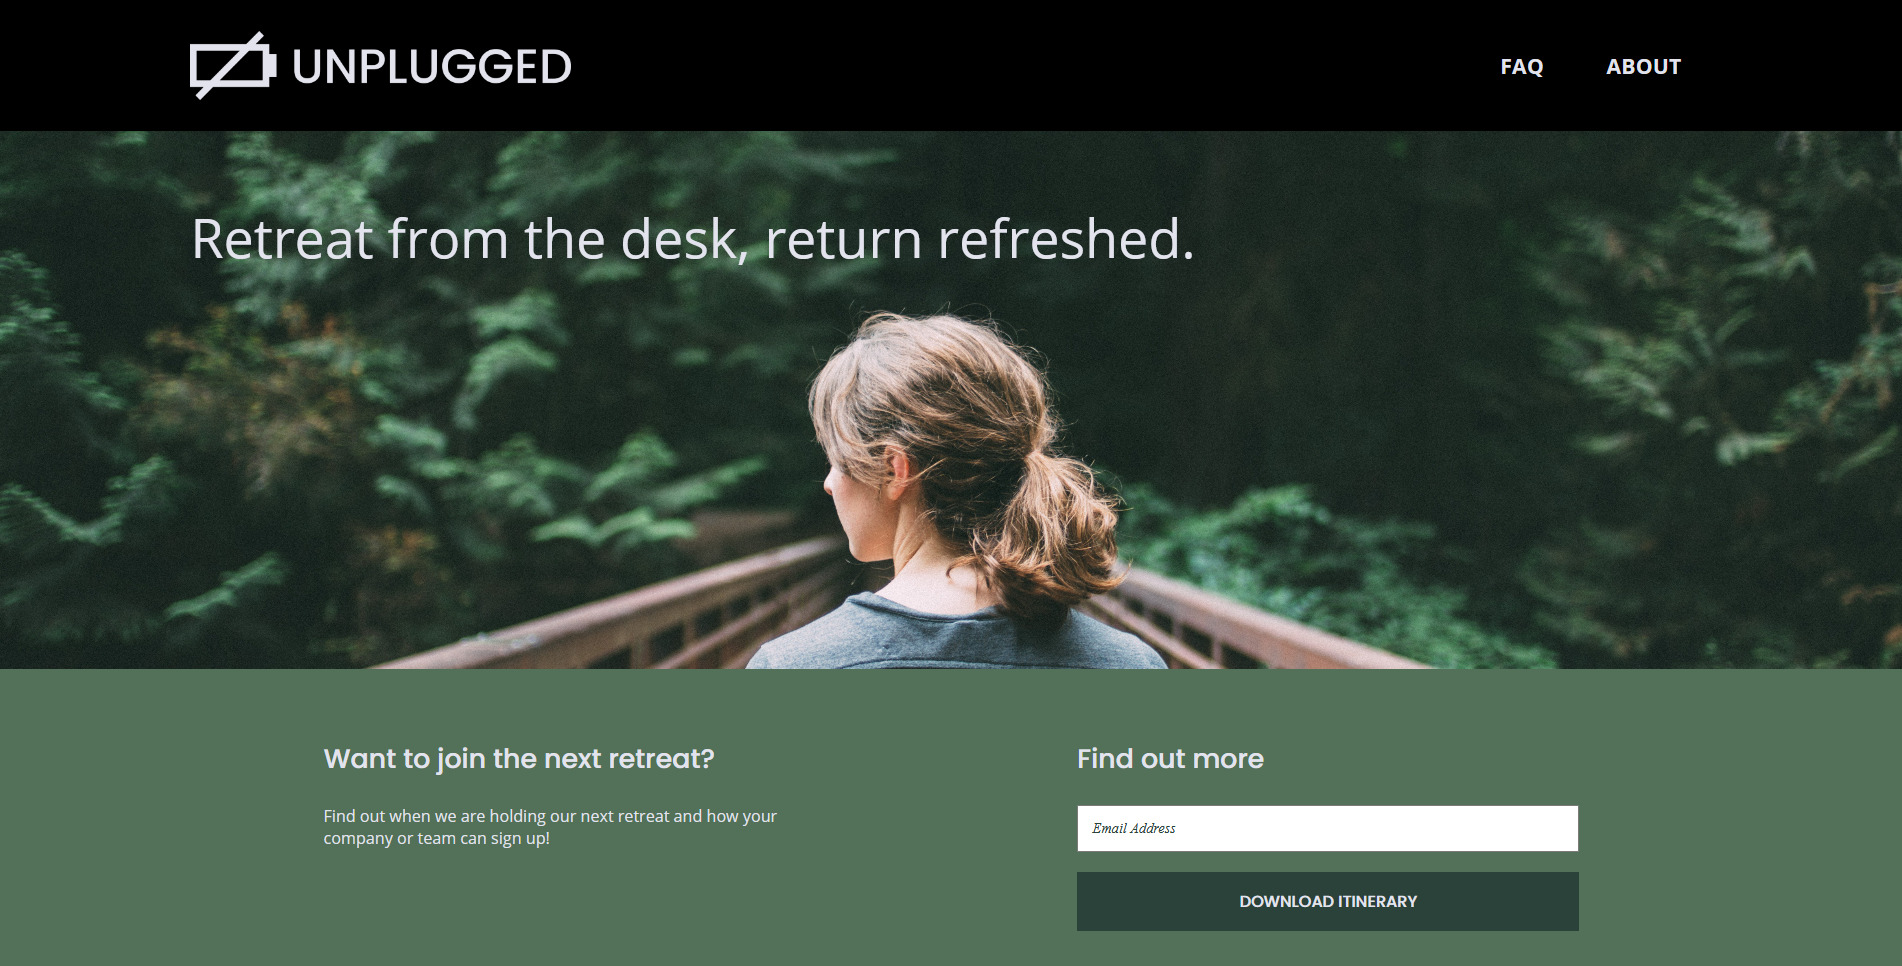 UNPLUGGED
FAQ
ABOUT
Retreat from the desk, return refreshed.
Want to join the next retreat?
Find out when we are holding our next retreat and how your
company or team can sign up!
Find out more
Email Address
DOWNLOAD ITINERARY